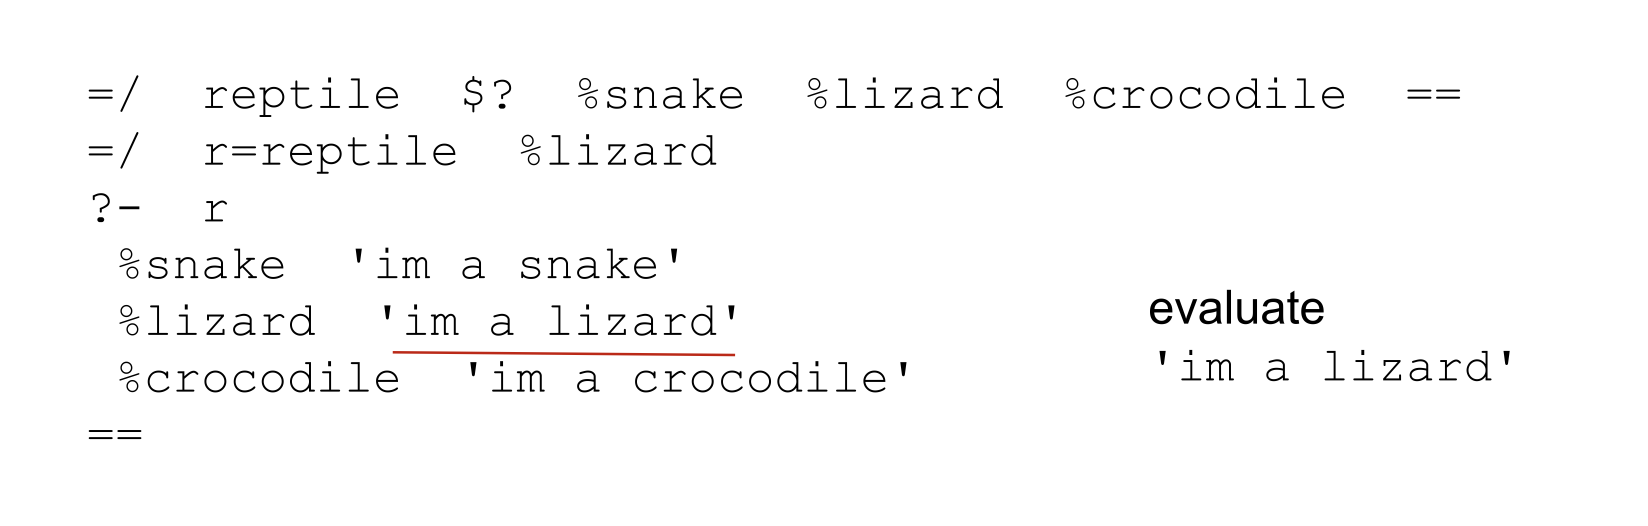 =/  reptile  $?  %snake  %lizard  %crocodile  ==
=/  r=reptile  %lizard
?-  r
 %snake  'im a snake'
 %lizard  'im a lizard'
 %crocodile  'im a crocodile'
==
evaluate
'im a lizard'